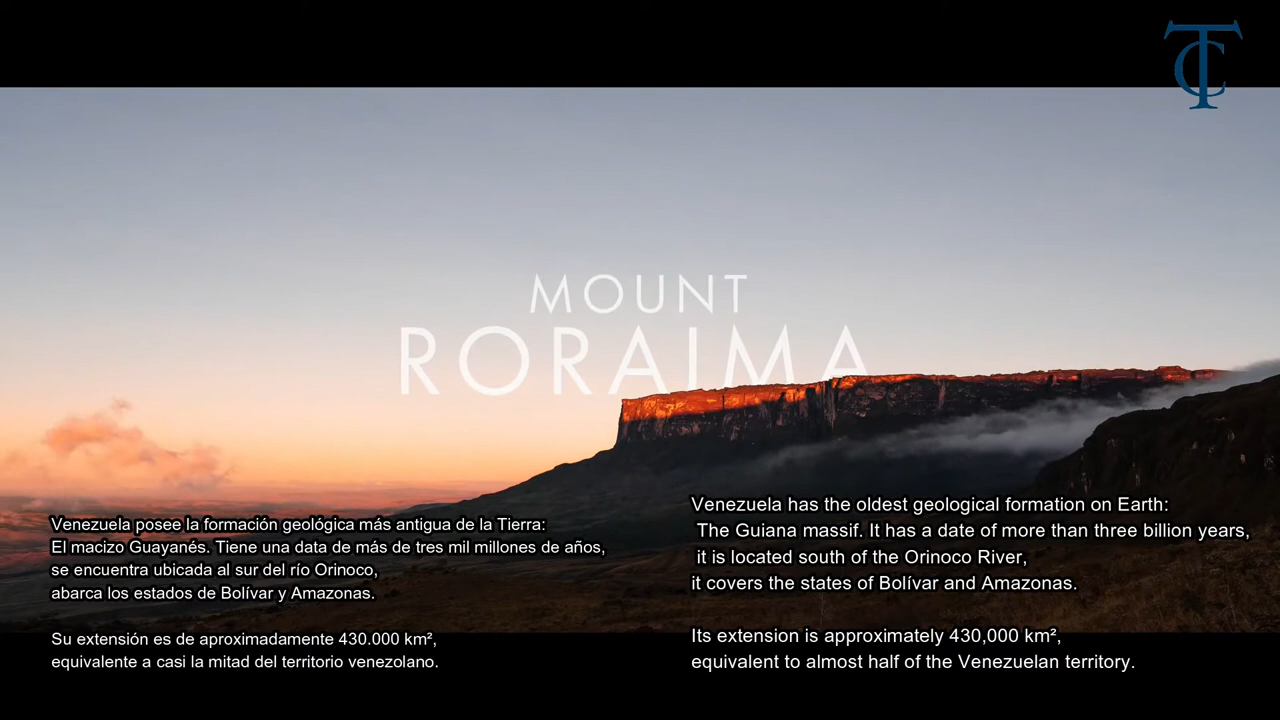 TC
MOUNT
RORAIMA
Venezuela posee la formación geológica más antigua de la Tierra:
El macizo Guayanés. Tiene una data de más de tres mil millones de años,
se encuentra ubicada al sur del río Orinoco,
abarca los estados de Bolívar y Amazonas.
Su extensión es de aproximadamente 430.000 km²,
equivalente a casi la mitad del territorio venezolano.
Venezuela has the oldest geological formation on Earth:
The Guiana massif. It has a date of more than three billion years,
it is located south of the Orinoco River,
it covers the states of Bolívar and Amazonas.
Its extension is approximately 430,000 km²,
equivalent to almost half of the Venezuelan territory.